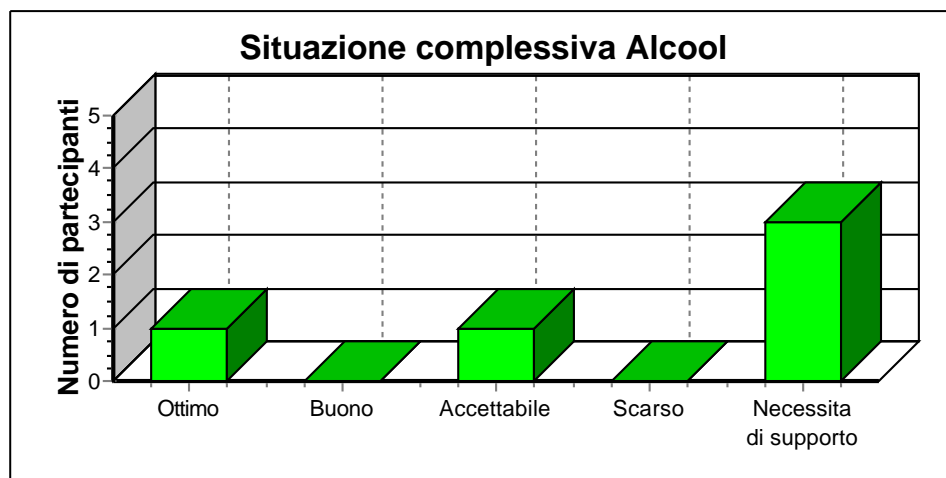 Situazione complessiva Alcool
Numero di partecipanti
5
4
3
2
1
0
Ottimo
Buono
Accettabile
Scarso
Necessita
di supporto